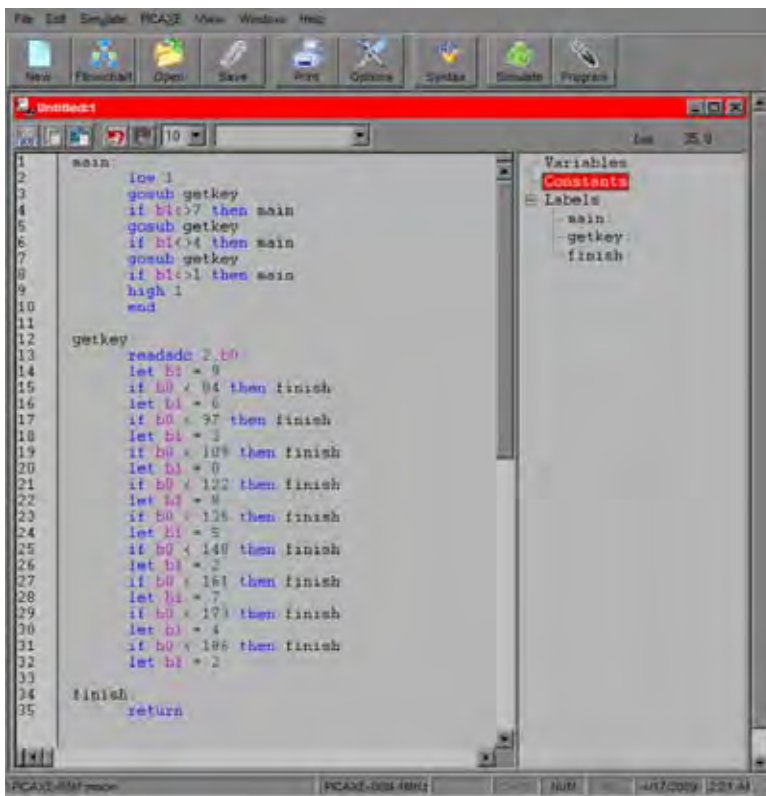 File Edit Simulate PICAXE View Window Help
New Flowchart Open Save Print Options Syntax Simulate Program
Untitled:1
10
35, 0
1 main:
2 low 1
3 gosub getkey
4 if b1<>7 then main
5 gosub getkey
6 if b1<>4 then main
7 gosub getkey
8 if b1<>1 then main
9 high 1
10 end
11
12 getkey:
13 readadc 2,b0
14 let b1 = 9
15 if b0 < 84 then finish
16 let b1 = 6
17 if b0 < 97 then finish
18 let b1 = 3
19 if b0 < 109 then finish
20 let b1 = 0
21 if b0 < 122 then finish
22 let b1 = 8
23 if b0 < then finish
24 let b1 = 5
25 if b0 < 148 then finish
26 let b1 = 2
27 if b0 < 161 then finish
28 let b1 = 7
29 if b0 < 173 then finish
30 let b1 = 4
31 if b0 < 186 then finish
32 let b1 = 2
33
34 finish:
35 return
Variables
Constants
Labels
main
getkey
finish
NUM 4/17/2009 2:21 AM